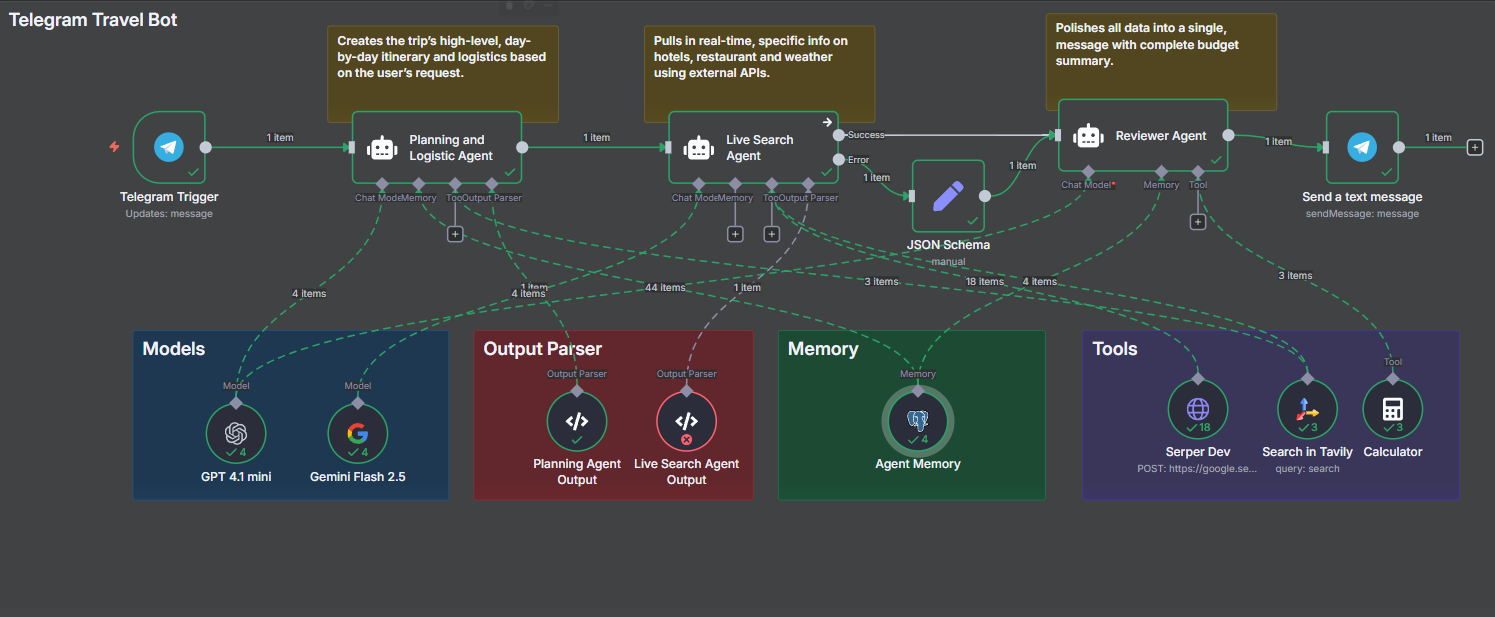 Telegram Travel Bot
Creates the trip's high-level, day-
by-day itinerary and logistics based
on the user's request.
Pulls in real-time, specific info on
hotels, restaurant and weather
using external APIs.
Polishes all data into a single,
message with complete budget
summary.
1 item
Planning and
Logistic Agent
1 item
Live Search
Agent
Success
Error
1 item
1 item
Reviewer Agent
1 item
1 item
Telegram Trigger
Updates: message
Chat Mode
Memory
Too
Output Parser
Chat Mode
Memory
Too
Output Parser
JSON Schema
manual
Chat Model*
Memory
Tool
Send a text message
sendMessage: message
4 items
1 item
4 items
44 items
1 item
3 items
18 items
4 items
3 items
Models
Model
Model
4
4
GPT 4.1 mini
Gemini Flash 2.5
Output Parser
Output Parser
Output Parser
Planning Agent
Output
Live Search Agent
Output
Memory
Memory
4
Agent Memory
Tools
Tool
18
3
3
Serper Dev
POST: https://google.se...
Search in Tavily
query: search
Calculator